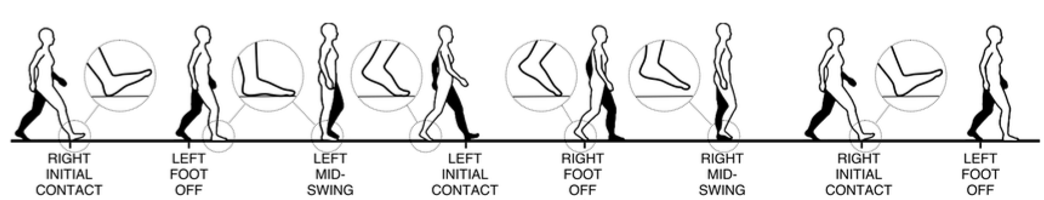 RIGHT
INITIAL
CONTACT
LEFT
FOOT
OFF
LEFT
MID-
SWING
LEFT
INITIAL
CONTACT
RIGHT
FOOT
OFF
RIGHT
MID-
SWING
RIGHT
INITIAL
CONTACT
LEFT
FOOT
OFF